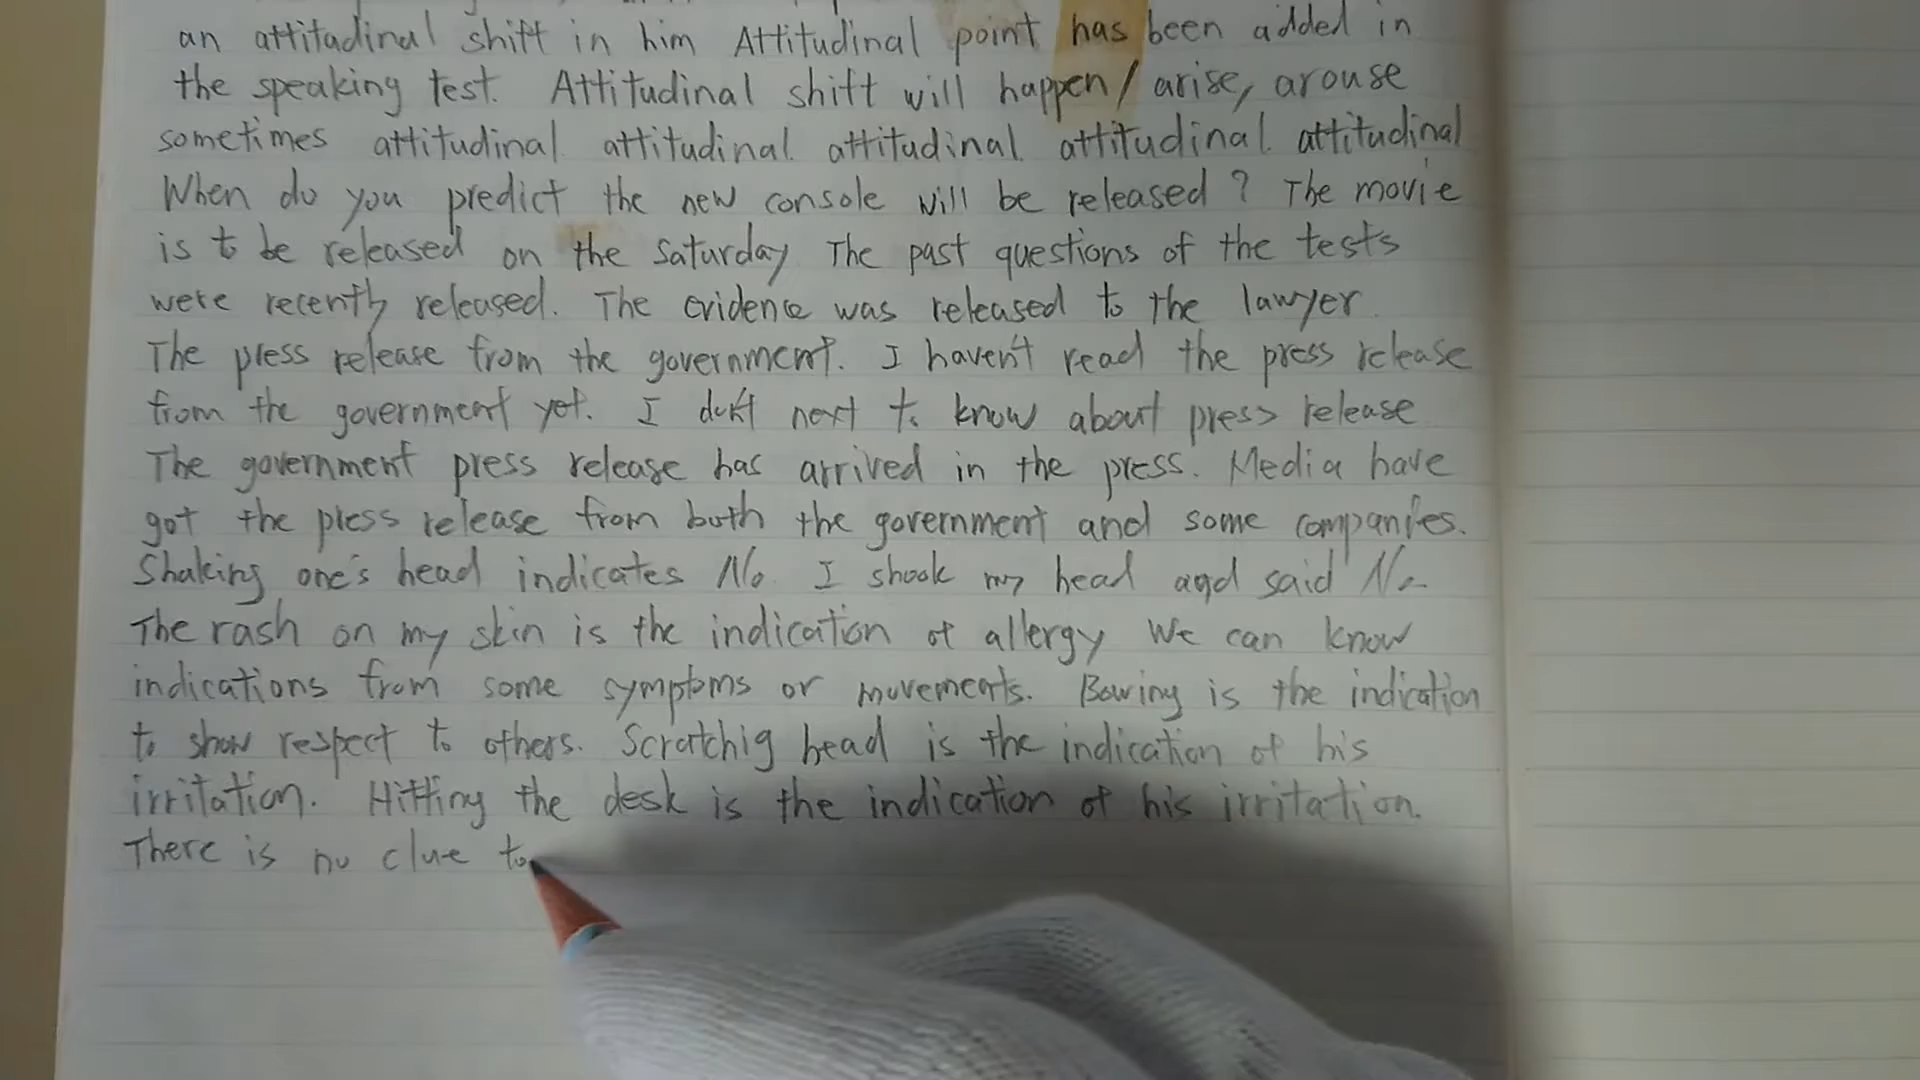 an attitadinal shift in him Attitudinal point has been added in
the speaking test. Attitudinal shift will happen / arise, arouse
sometimes attitudinal attitudinal. attitudinal attitudinal. attitudinal
When do you predict the new console will be released? The movie
is to be released on the Saturday The past questions of the tests
were recently released. The evidence was released to the lawyer.
The press release from the government. I haven't read the press release
from the government yet. I next to know about press release
The government press release has arrived in the press. Media have
got the press release from both the government and some companies.
Shaking one's head indicates No. I shook my head and said No
The rash on my skin is the indication of allergy We can know
indications from some symptoms or movements. Bowing is the indication
to show respect to others. Scratchig head is the indication of his
irritation. Hitting the desk is the indication of his irritation.
There is no clue to